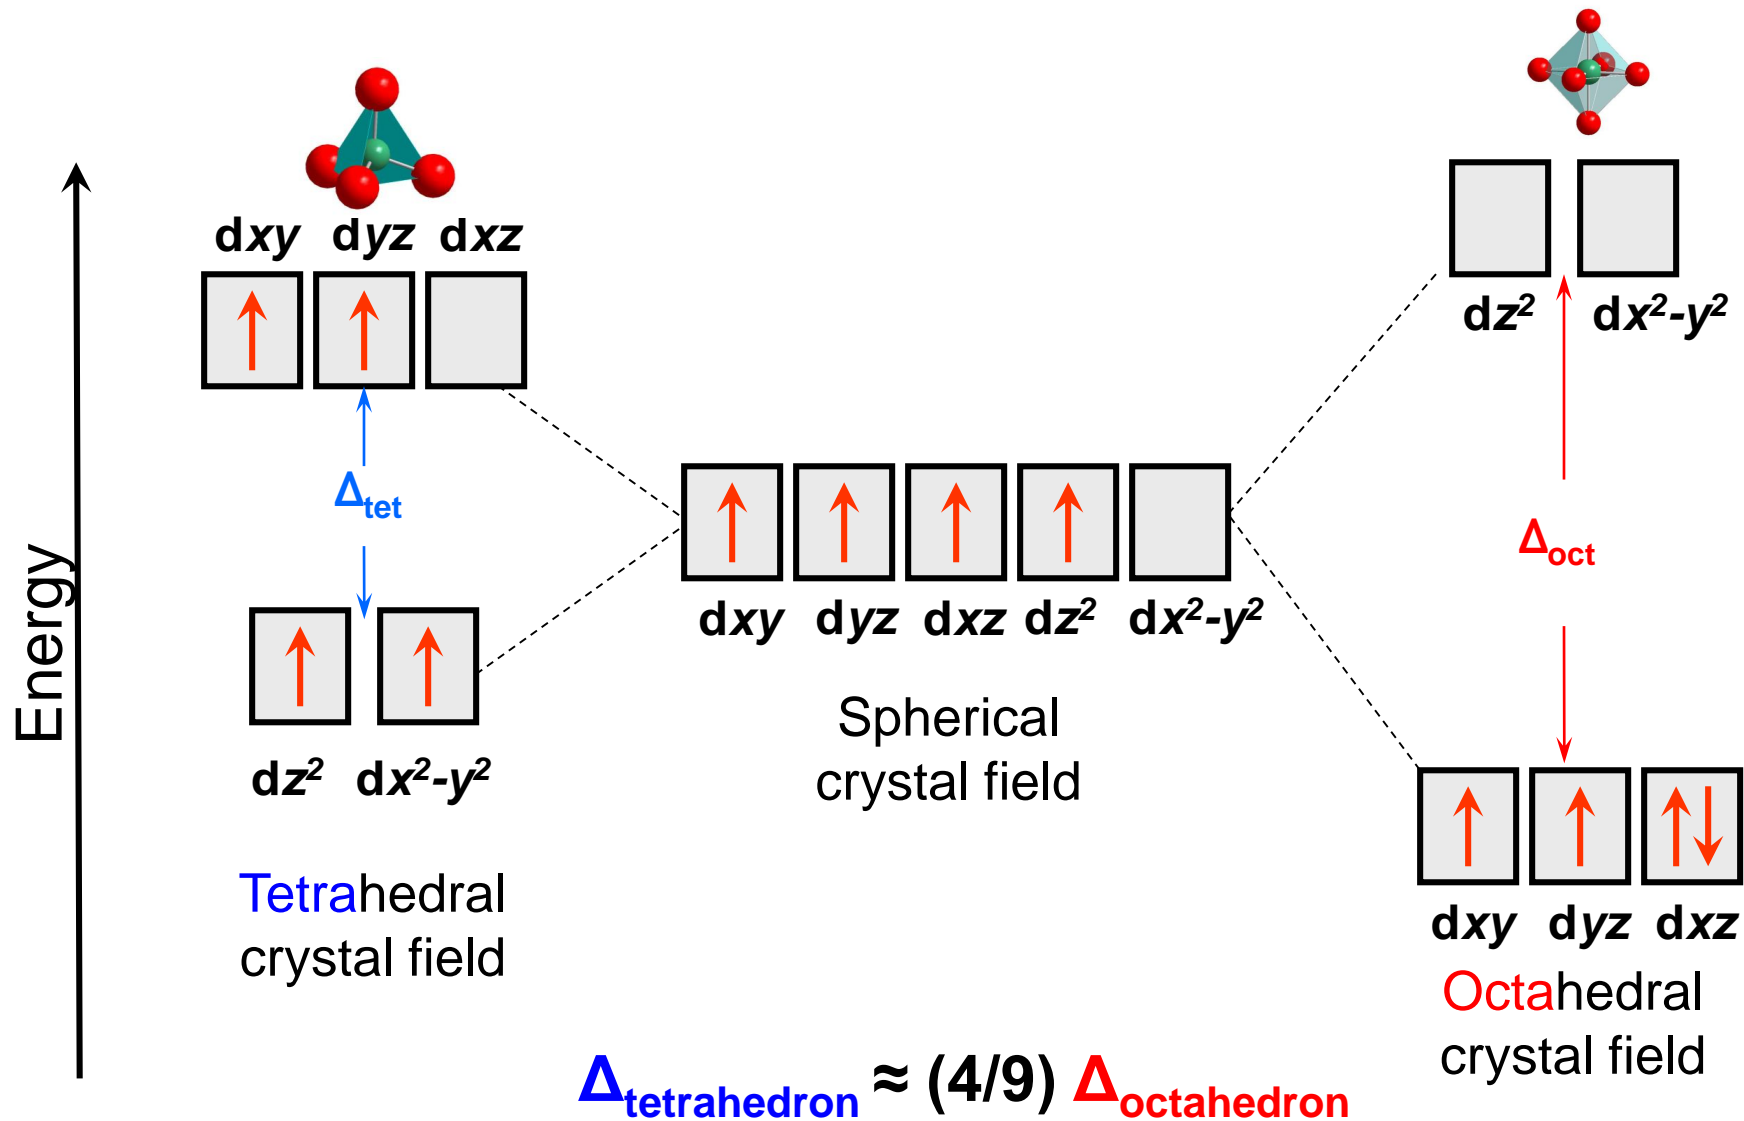 Energy
dxy dyz dxz
Δtet
dz² dx²-y²
Tetrahedral
crystal field
dxy dyz dxz dz² dx²-y²
Spherical
crystal field
dz² dx²-y²
Δoct
dxy dyz dxz
Octahedral
crystal field
Δtetrahedron ≈ (4/9) Δoctahedron